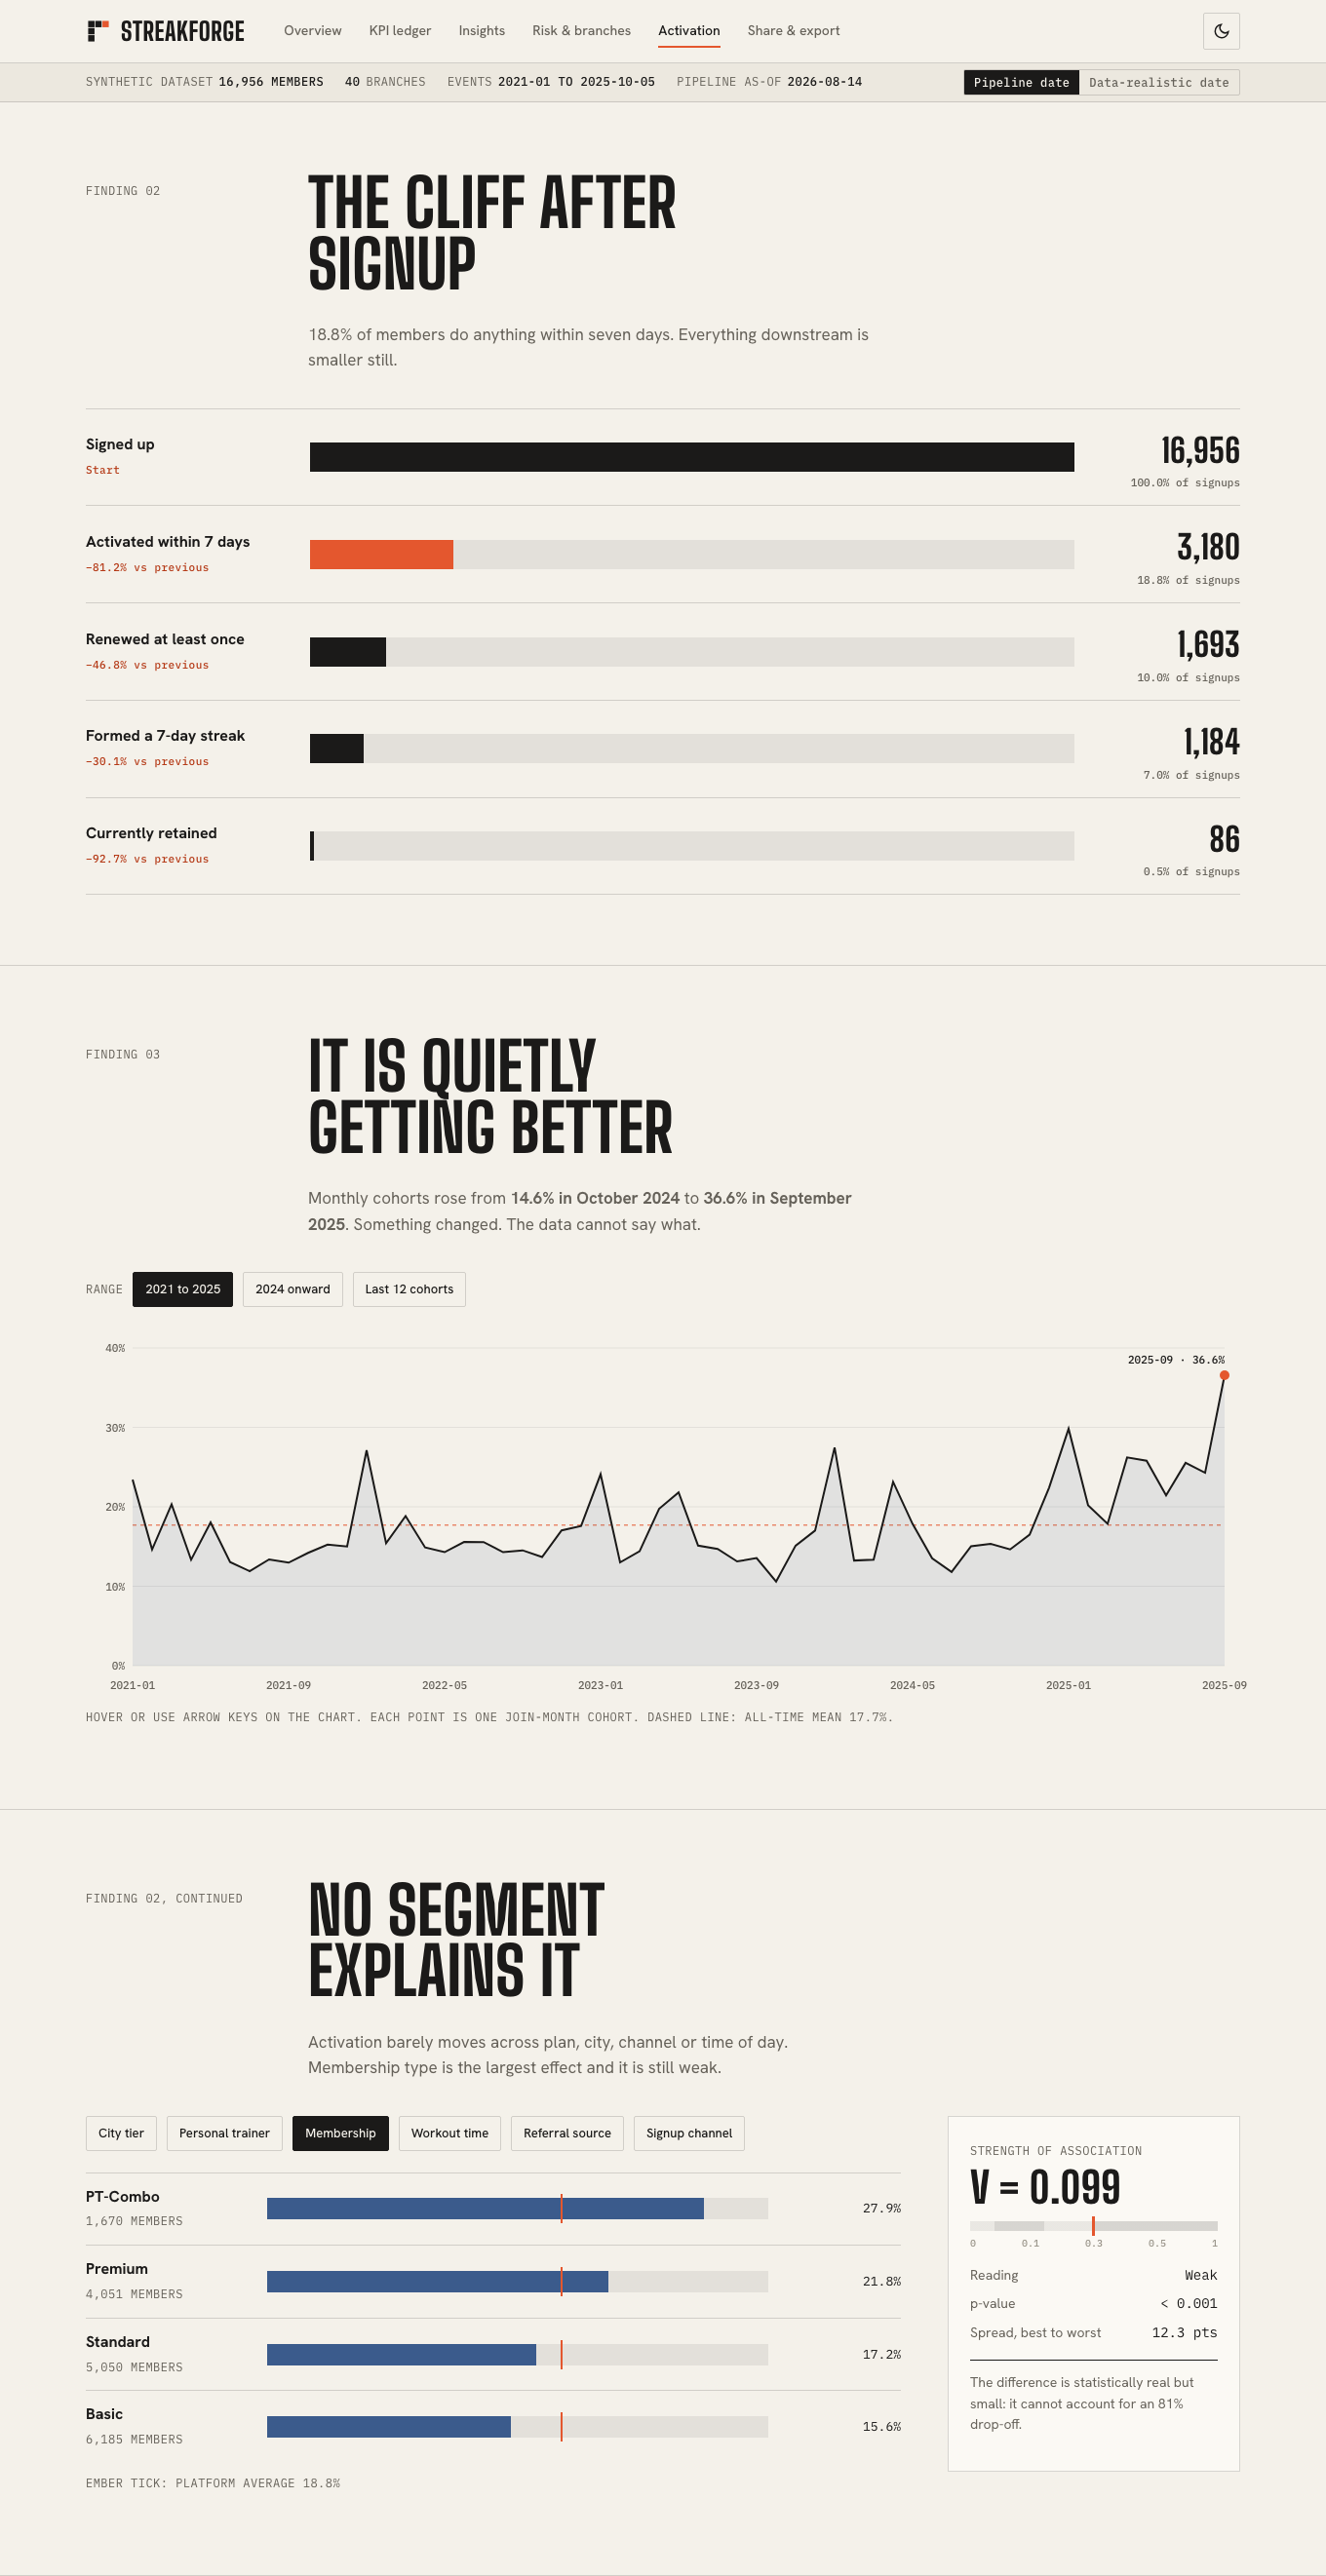 STREAKFORGE
Overview KPI ledger Insights Risk & branches Activation Share & export
SYNTHETIC DATASET 16,956 MEMBERS 40 BRANCHES EVENTS 2021-01 TO 2025-10-05 PIPELINE AS-OF 2026-08-14 Pipeline date Data-realistic date
FINDING 02
THE CLIFF AFTER
SIGNUP
18.8% of members do anything within seven days. Everything downstream is
smaller still.
Signed up
Start
16,956
100.0% of signups
Activated within 7 days
−81.2% vs previous
3,180
18.8% of signups
Renewed at least once
−46.8% vs previous
1,693
10.0% of signups
Formed a 7-day streak
−30.1% vs previous
1,184
7.0% of signups
Currently retained
−92.7% vs previous
86
0.5% of signups
FINDING 03
IT IS QUIETLY
GETTING BETTER
Monthly cohorts rose from 14.6% in October 2024 to 36.6% in September
2025. Something changed. The data cannot say what.
RANGE 2021 to 2025 2024 onward Last 12 cohorts
40%
2025-09 · 36.6%
30%
20%
10%
0%
2021-01 2021-09 2022-05 2023-01 2023-09 2024-05 2025-01 2025-09
HOVER OR USE ARROW KEYS ON THE CHART. EACH POINT IS ONE JOIN-MONTH COHORT. DASHED LINE: ALL-TIME MEAN 17.7%.
FINDING 02, CONTINUED
NO SEGMENT
EXPLAINS IT
Activation barely moves across plan, city, channel or time of day.
Membership type is the largest effect and it is still weak.
City tier Personal trainer Membership Workout time Referral source Signup channel
PT-Combo
1,670 MEMBERS
27.9%
Premium
4,051 MEMBERS
21.8%
Standard
5,050 MEMBERS
17.2%
Basic
6,185 MEMBERS
15.6%
EMBER TICK: PLATFORM AVERAGE 18.8%
STRENGTH OF ASSOCIATION
V = 0.099
0 0.1 0.3 0.5 1
Reading Weak
p-value < 0.001
Spread, best to worst 12.3 pts
The difference is statistically real but
small: it cannot account for an 81%
drop-off.